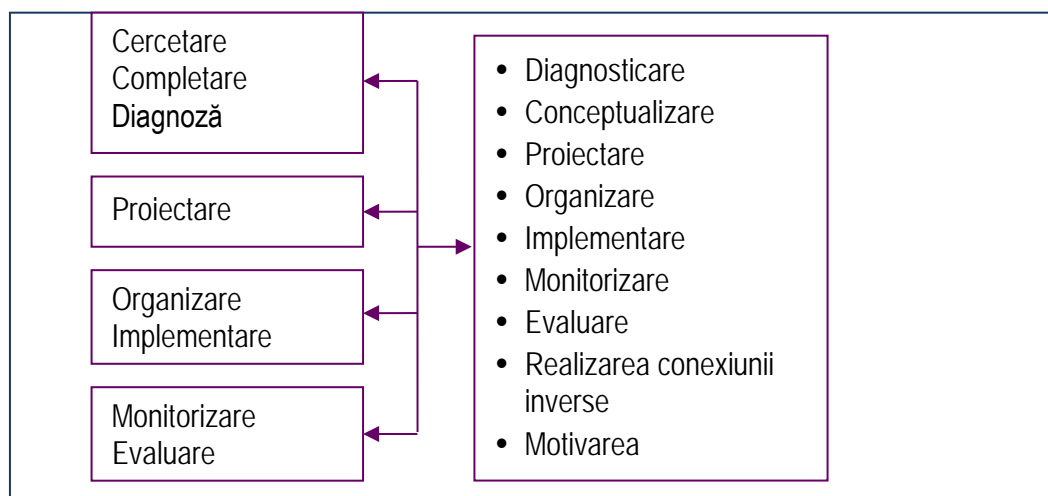 Cercetare
Completare
Diagnoză
Proiectare
Organizare
Implementare
Monitorizare
Evaluare
• Diagnosticare
• Conceptualizare
• Proiectare
• Organizare
• Implementare
• Monitorizare
• Evaluare
• Realizarea conexiunii
inverse
• Motivarea